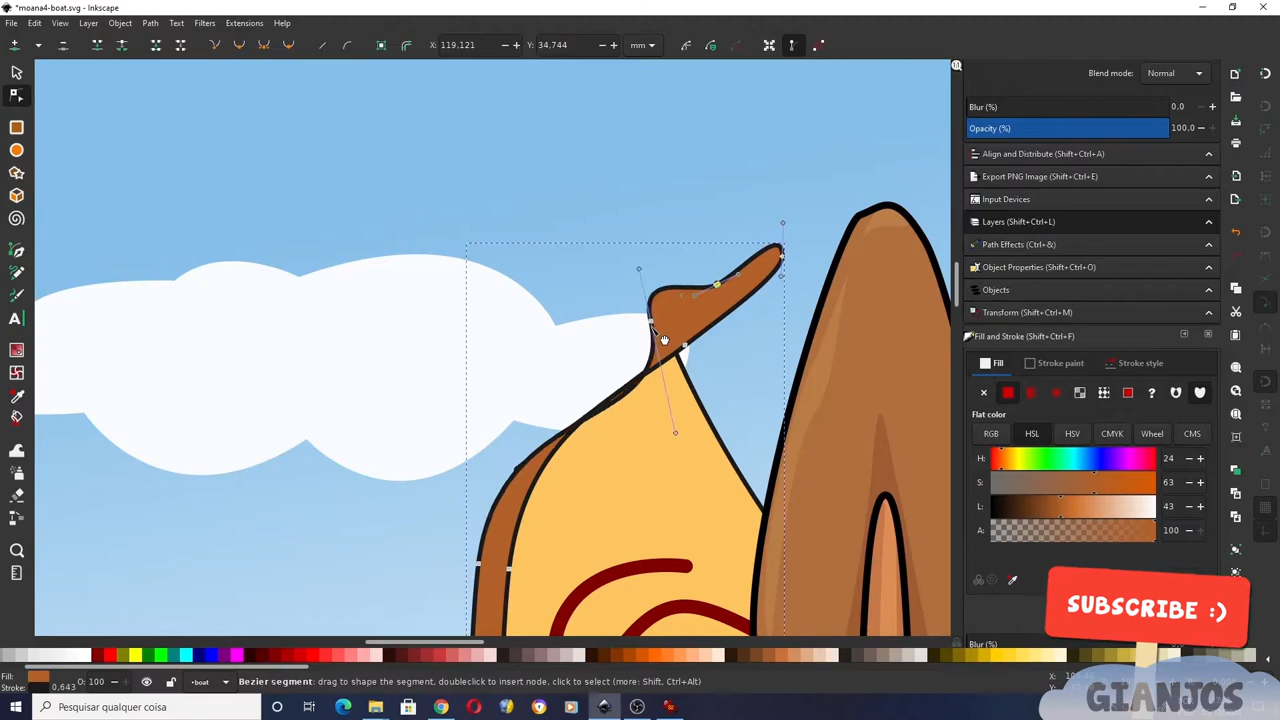 *moana4-boat.svg - Inkscape
File Edit View Layer Object Path Text Filters Extensions Help
X: 119,121 Y: 34,744 mm
Blend mode: Normal
Blur (%) 0.0
Opacity (%) 100.0
Align and Distribute (Shift+Ctrl+A)
Export PNG Image (Shift+Ctrl+E)
Input Devices
Layers (Shift+Ctrl+L)
Path Effects (Ctrl+&)
Object Properties (Shift+Ctrl+O)
Objects
Transform (Shift+Ctrl+M)
Fill and Stroke (Shift+Ctrl+F)
Fill Stroke paint Stroke style
Flat color
RGB HSL HSV CMYK Wheel CMS
H: 24
S: 63
L: 43
A: 100
SUBSCRIBE :)
Blur (%)
Fill: O: 100 boat Bezier segment: drag to shape the segment, doubleclick to insert node, click to select (more: Shift, Ctrl+Alt)
Stroke: 0,643
Pesquisar qualquer coisa
GIANJOS